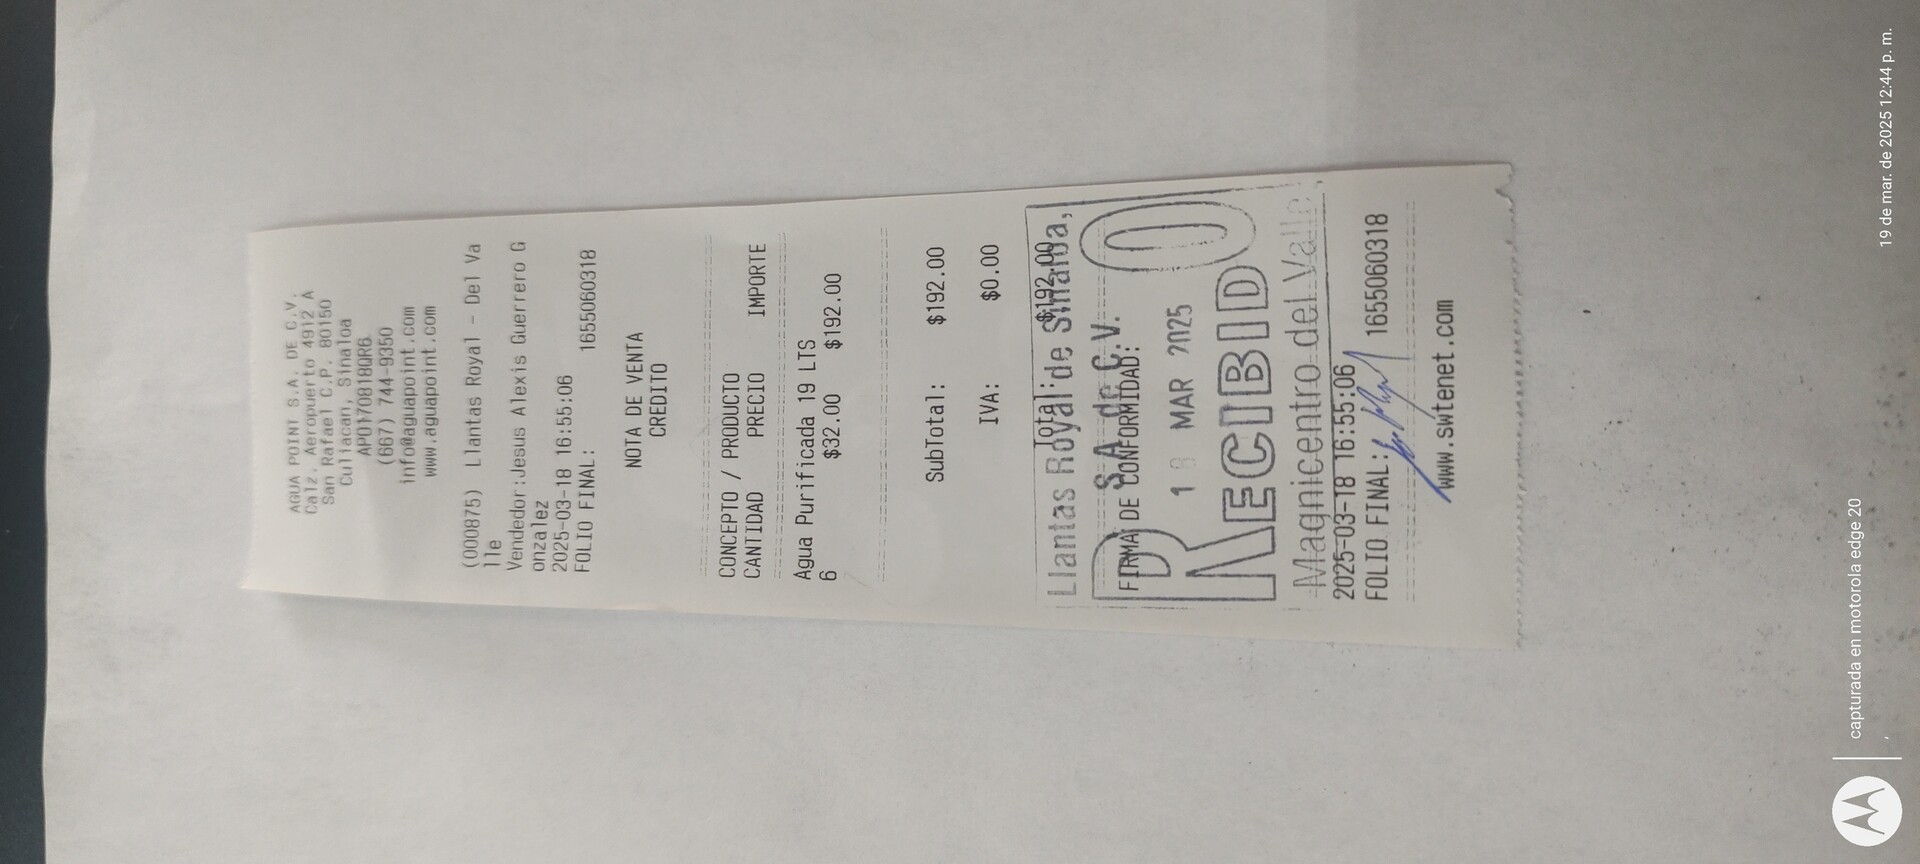 AGUA POINT S.A. DE C.V.
Calz. Aeropuerto 4912 A
San Rafael C.P. 80150
Culiacan, Sinaloa
APO170818QR6
(667) 744-9350
info@aguapoint.com
www.aguapoint.com
(000875) Llantas Royal - Del Va
lle
Vendedor:Jesus Alexis Guerrero G
onzalez
2025-03-18 16:55:06
FOLIO FINAL: 1655060318
NOTA DE VENTA
CREDITO
CONCEPTO / PRODUCTO
CANTIDAD PRECIO IMPORTE
Agua Purificada 19 LTS
6 $32.00 $192.00
SubTotal: $192.00
IVA: $0.00
Total: $192.00
Llantas Royal de Sinaloa,
S.A de C.V.
FIRMA DE CONFORMIDAD:
18 MAR 2025
RECIBIDO
Magnicentro del Valle
2025-03-18 16:55:06
FOLIO FINAL: 1655060318
www.swtenet.com
capturada en motorola edge 20
19 de mar. de 2025 12:44 p. m.